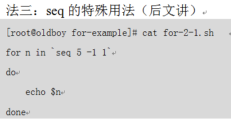 法三：seq 的特殊用法（后文讲）
[root@oldboy for-example]# cat for-2-1.sh
for n in `seq 5 -1 1`
do
    echo $n
done